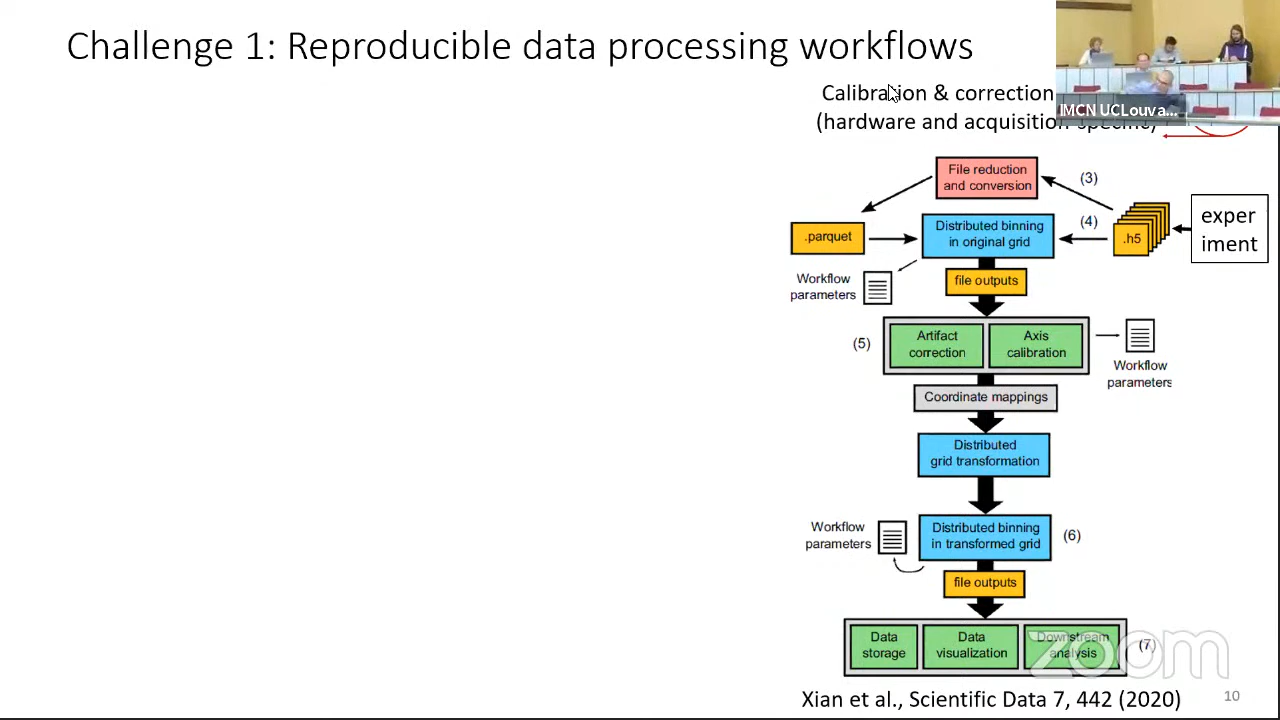 Challenge 1: Reproducible data processing workflows
Calibration & correction
(hardware and acquisition specific)
IMCN UCLouva...
File reduction
and conversion
(3)
(4)
exper
iment
.parquet
Distributed binning
in original grid
.h5
Workflow
parameters
file outputs
(5)
Artifact
correction
Axis
calibration
Workflow
parameters
Coordinate mappings
Distributed
grid transformation
Workflow
parameters
Distributed binning
in transformed grid
(6)
file outputs
Data
storage
Data
visualization
Downstream
analysis
(7)
zoom
Xian et al., Scientific Data 7, 442 (2020)
10